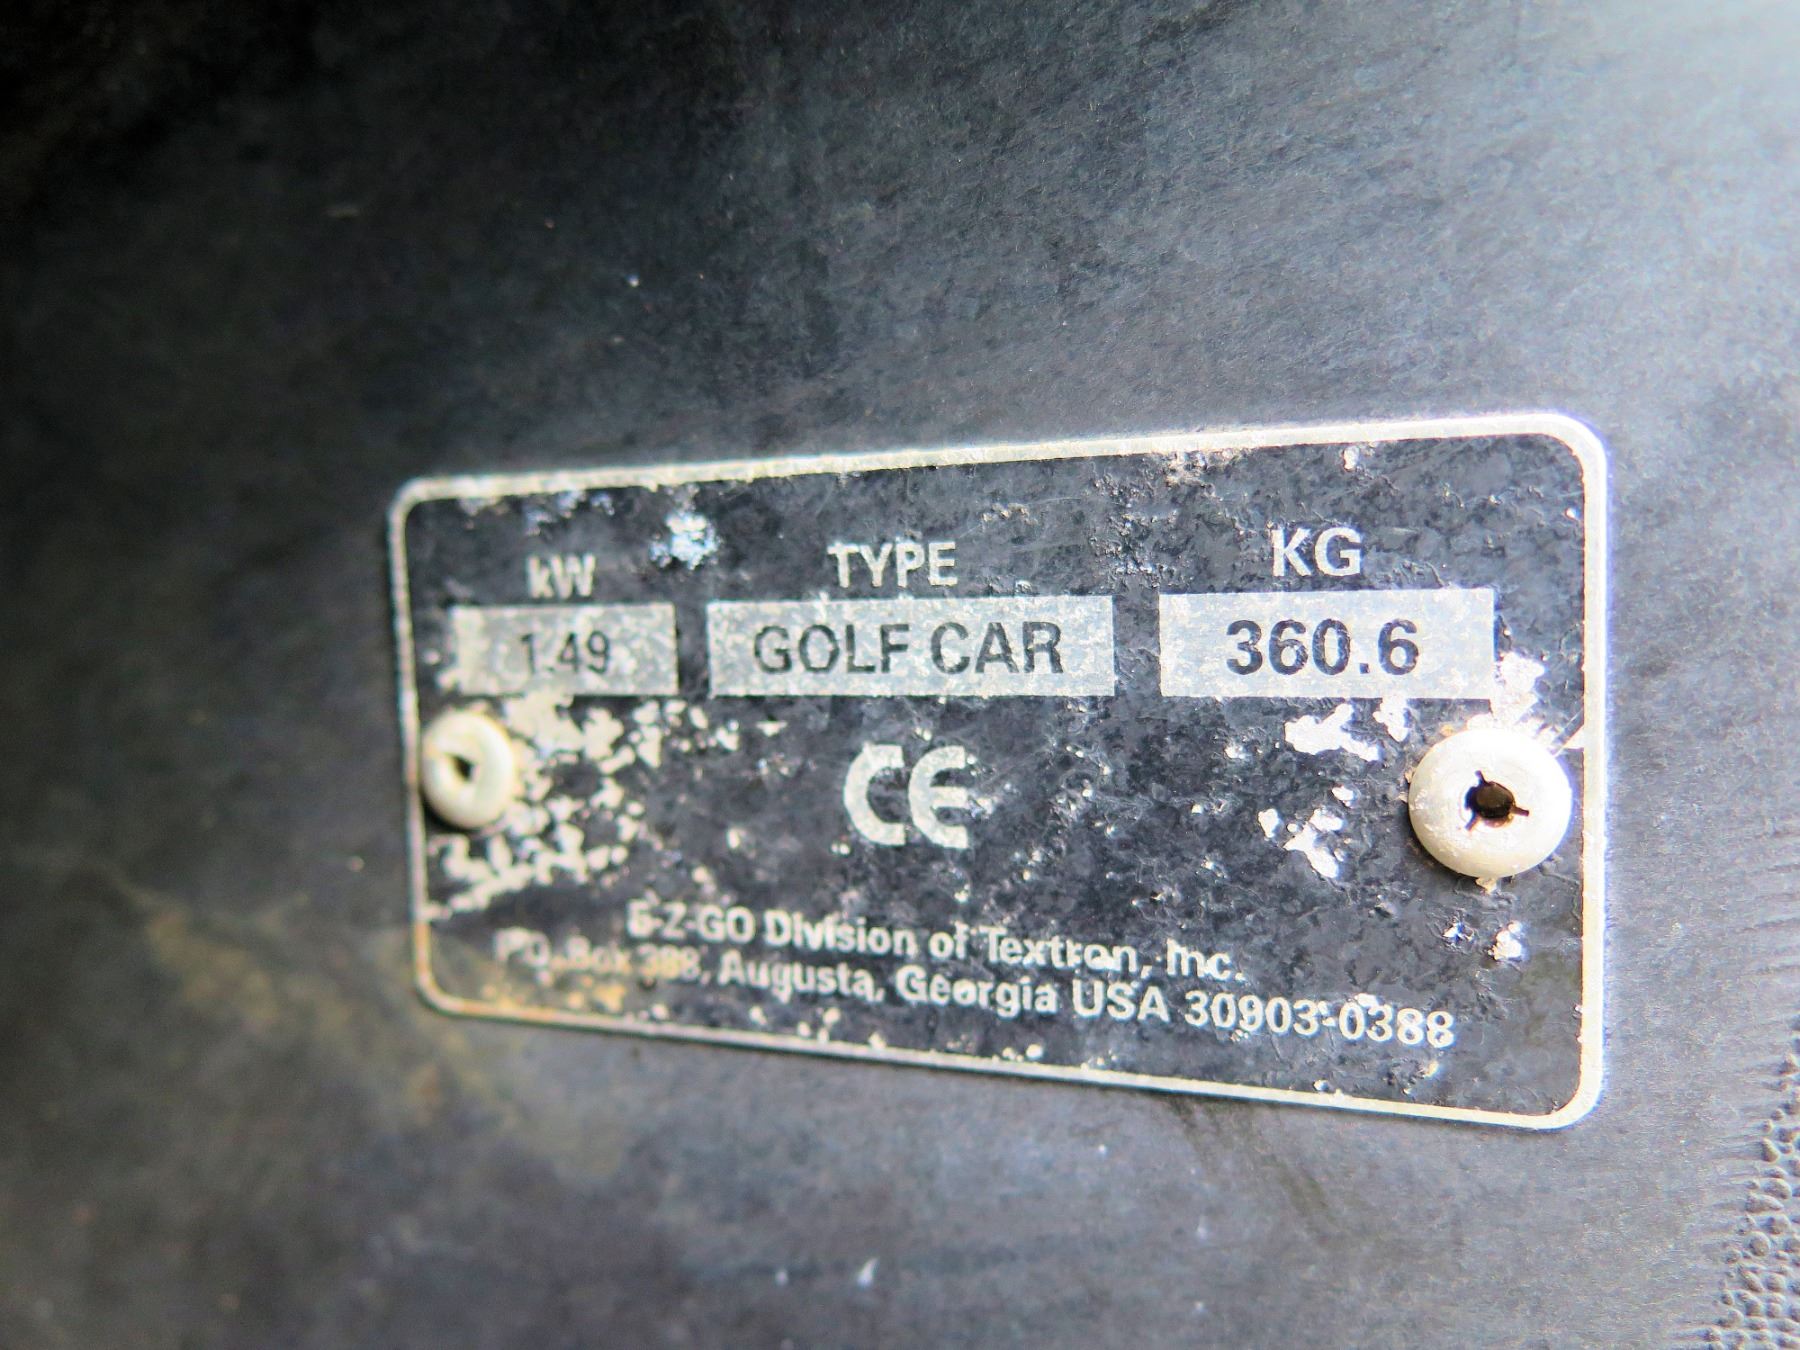 kW TYPE KG
1.49 GOLF CAR 360.6
CE
E-Z-GO Division of Textron, Inc.
P.O. Box 388, Augusta, Georgia USA 30903-0388